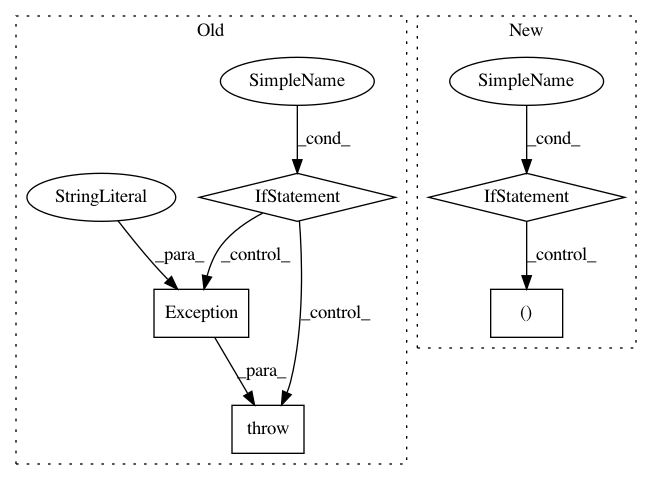 Old
New
SimpleName
SimpleName
_cond_
_cond_
StringLiteral
IfStatement
IfStatement
_para_
_control_
_control_
_control_
Exception
()
_para_
throw